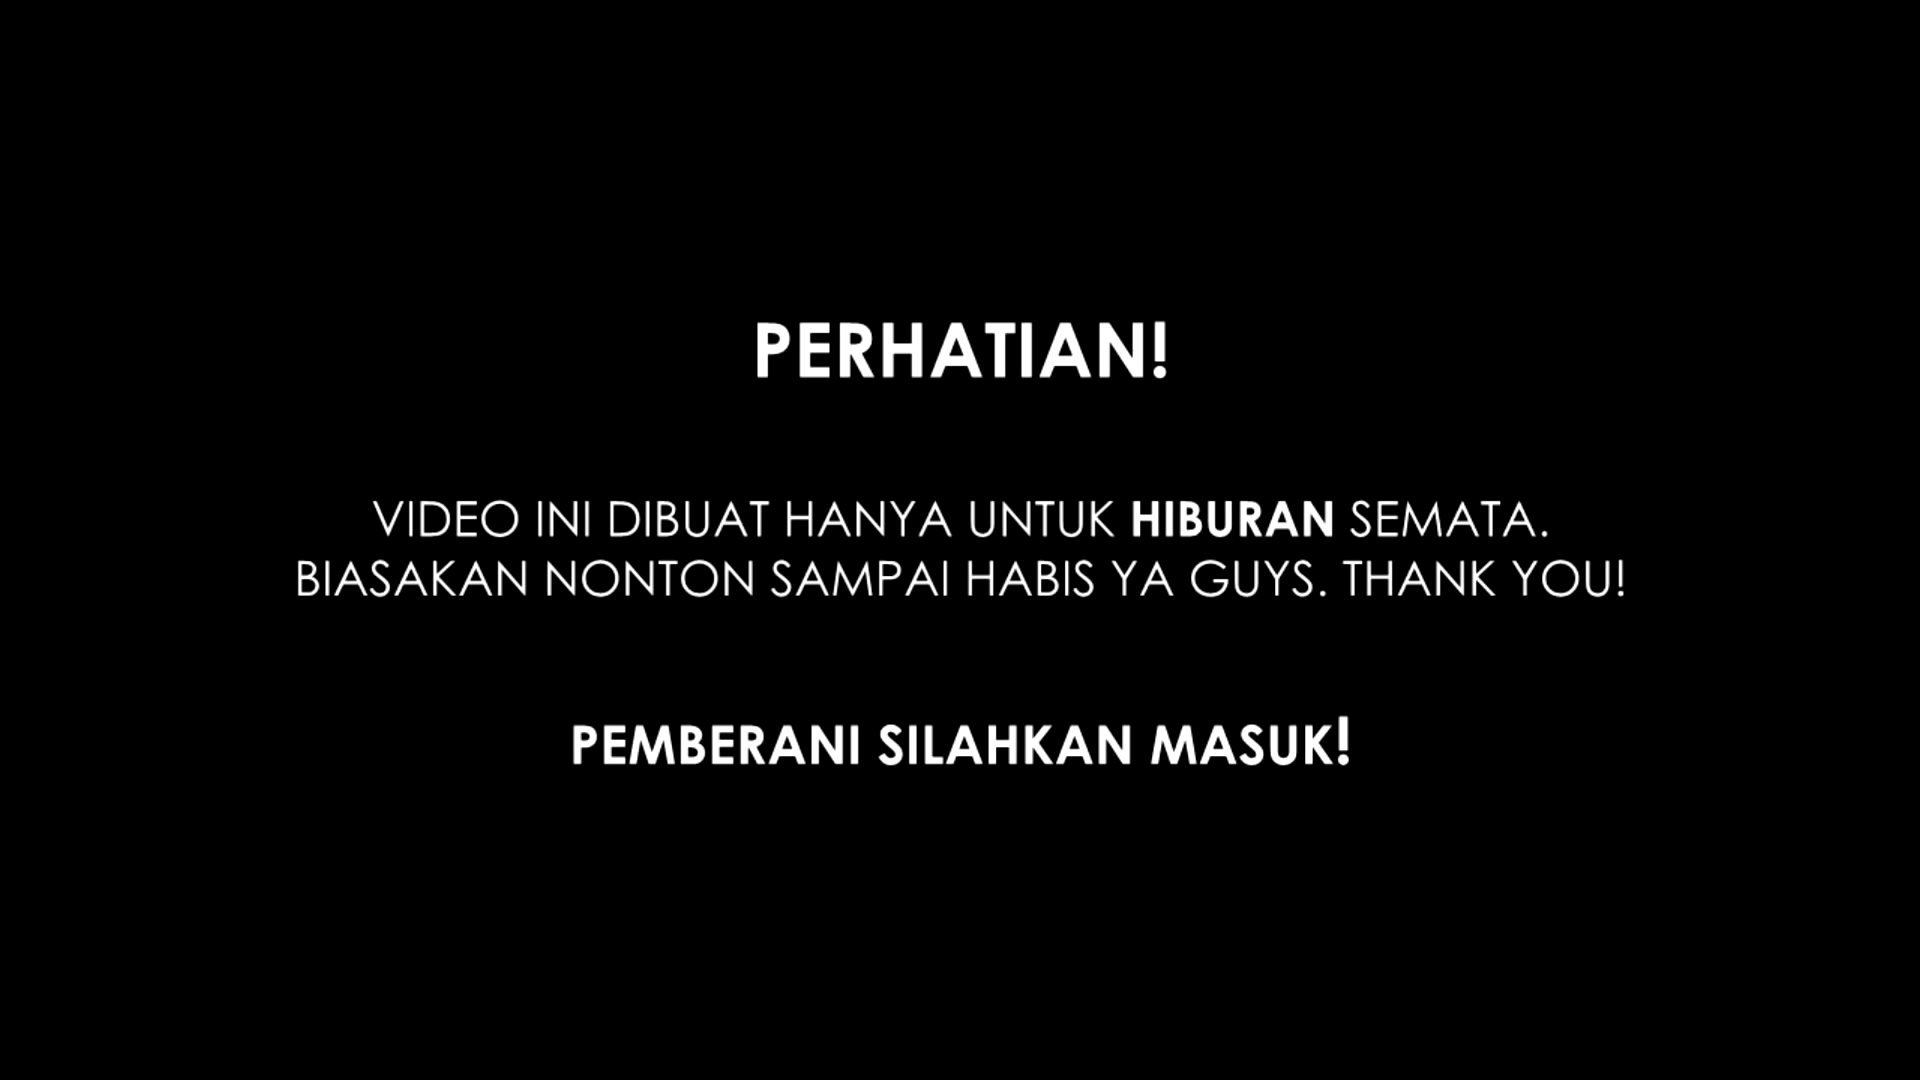 PERHATIAN!
VIDEO INI DIBUAT HANYA UNTUK HIBURAN SEMATA.
BIASAKAN NONTON SAMPAI HABIS YA GUYS. THANK YOU!
PEMBERANI SILAHKAN MASUK!